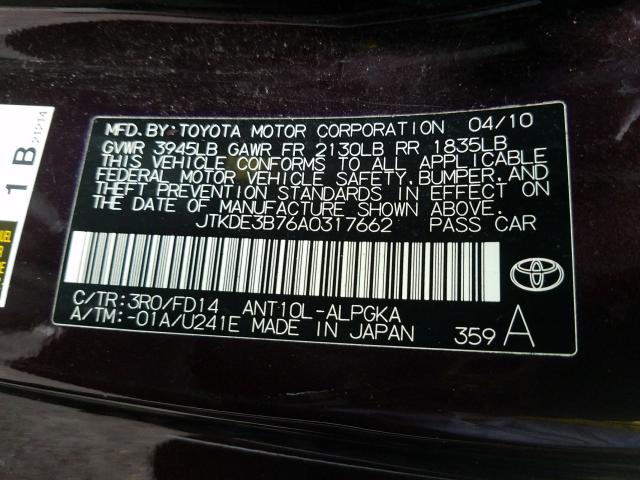 MFD. BY: TOYOTA MOTOR CORPORATION 04/10
GVWR 3945LB GAWR FR 2130LB RR 1835LB
THIS VEHICLE CONFORMS TO ALL APPLICABLE
FEDERAL MOTOR VEHICLE SAFETY, BUMPER, AND
THEFT PREVENTION STANDARDS IN EFFECT ON
THE DATE OF MANUFACTURE SHOWN ABOVE.
JTKDE3B76A0317662 PASS CAR
C/TR: 3R0/FD14 ANT10L-ALPGKA
A/TM: -01A/U241E MADE IN JAPAN 359 A
1 B 21214